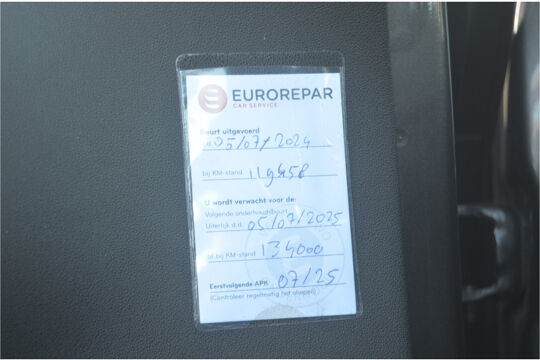 EUROREPAR
CAR SERVICE
Beurt uitgevoerd
d.d 05/07/2024
bij KM-stand 119458
U wordt verwacht voor de:
Volgende onderhoudsbeurt
Uiterlijk d.d. 05/07/2025
of bij KM-stand 134000
Eerstvolgende APK 07/25
(Controleer regelmatig het oliepeil)